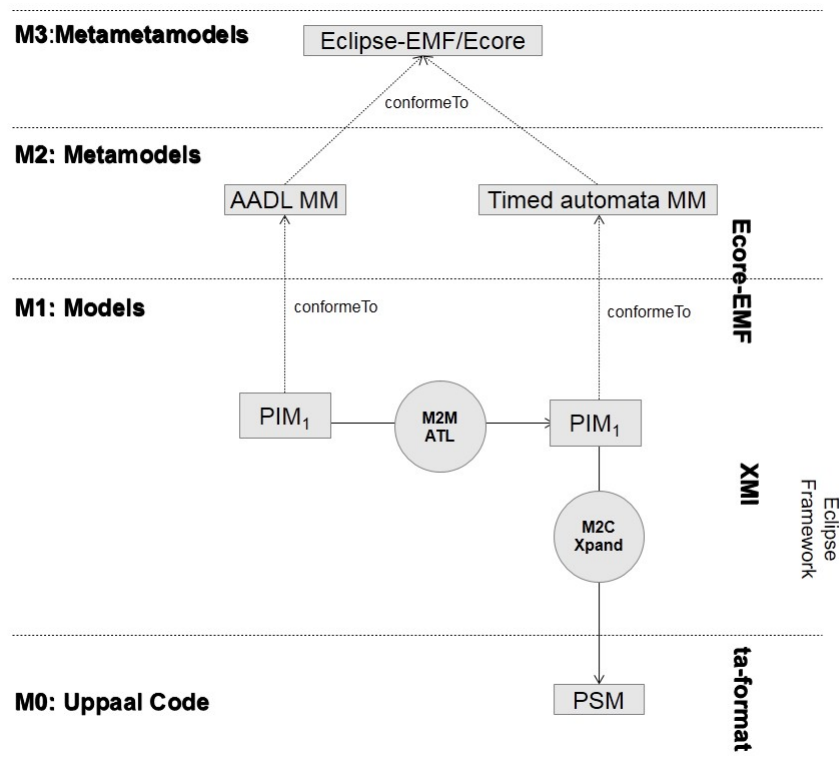 M3:Metametamodels
Eclipse-EMF/Ecore
conformeTo
M2: Metamodels
AADL MM
Timed automata MM
Ecore-EMF
M1: Models
conformeTo
conformeTo
PIM₁
M2M
ATL
PIM₁
XMI
M2C
Xpand
Eclipse
Framework
M0: Uppaal Code
PSM
ta-format